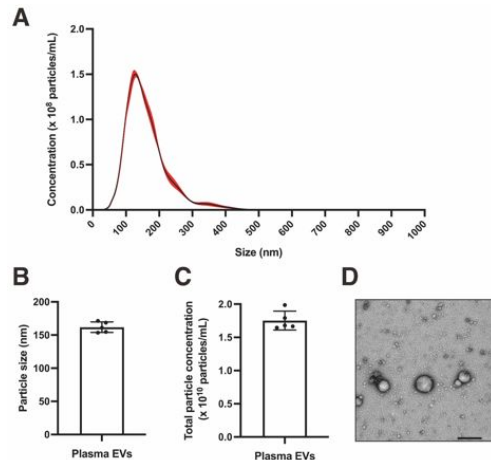 A
Concentration (x 10⁸ particles/mL)
2.0
1.5
1.0
0.5
0.0
0 100 200 300 400 500 600 700 800 900 1000
Size (nm)
B
Particle size (nm)
200
150
100
50
0
Plasma EVs
C
Total particle concentration
(x 10¹⁰ particles/mL)
2.0
1.5
1.0
0.5
0.0
Plasma EVs
D